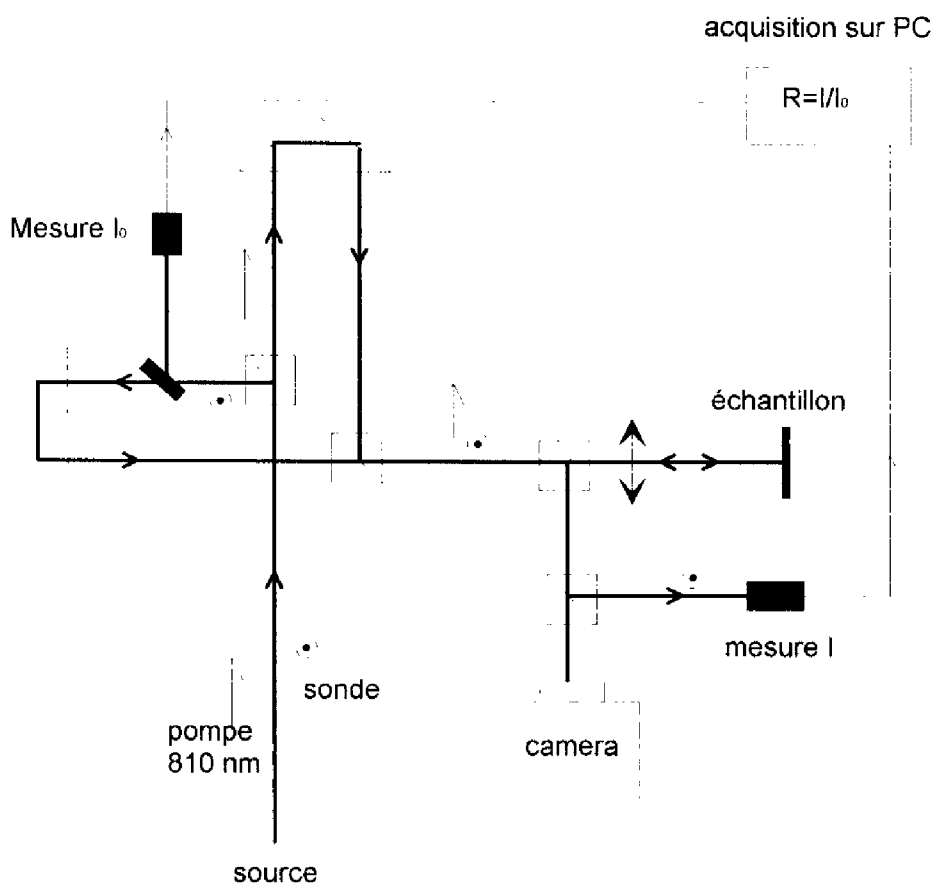 acquisition sur PC
R=I/I₀
Mesure I₀
échantillon
mesure I
sonde
pompe
810 nm
camera
source